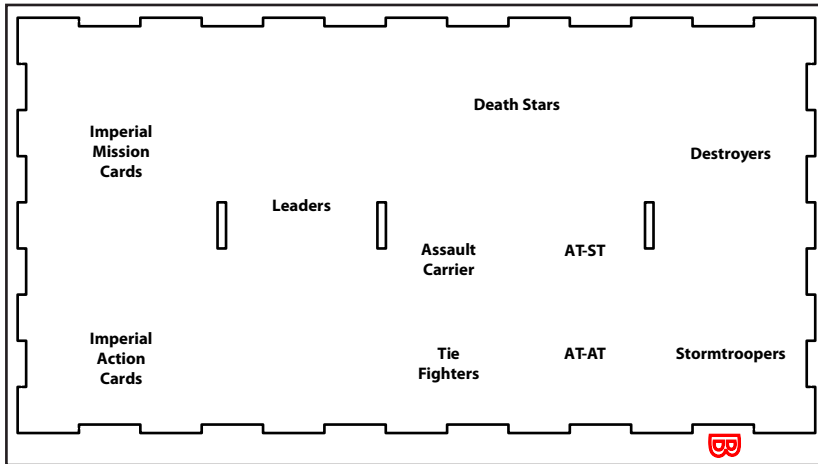 Death Stars
Imperial
Mission
Cards
Destroyers
Leaders
Assault
Carrier
AT-ST
Imperial
Action
Cards
Tie
Fighters
AT-AT
Stormtroopers
B